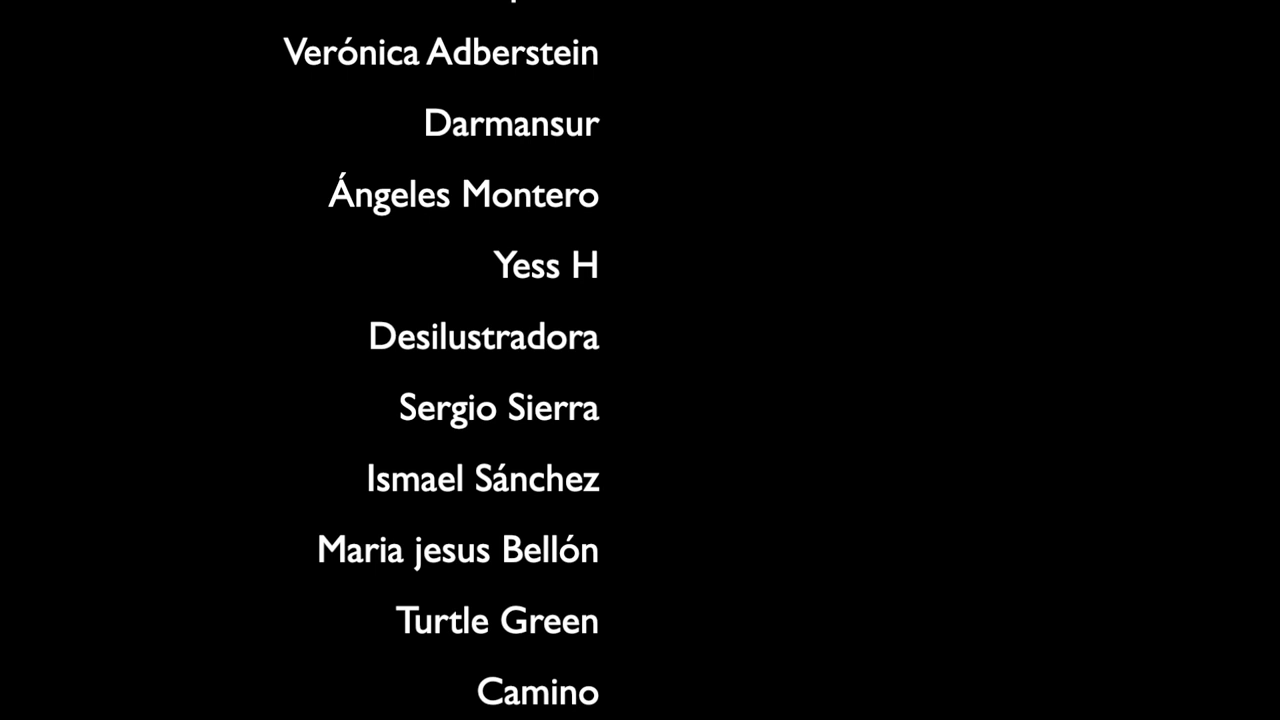 Verónica Adberstein
Darmansur
Ángeles Montero
Yess H
Desilustradora
Sergio Sierra
Ismael Sánchez
Maria jesus Bellón
Turtle Green
Camino